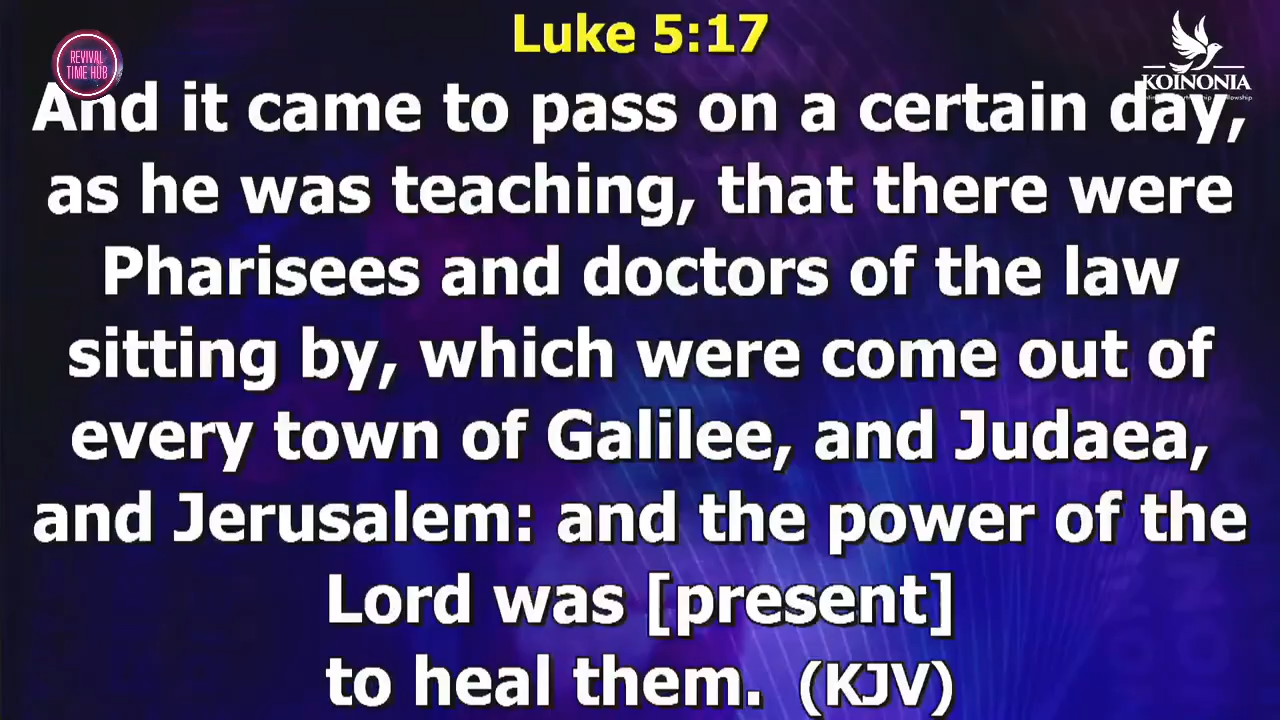 Luke 5:17
REVIVAL
TIME HUB
KOINONIA
And it came to pass on a certain day,
as he was teaching, that there were
Pharisees and doctors of the law
sitting by, which were come out of
every town of Galilee, and Judaea,
and Jerusalem: and the power of the
Lord was [present]
to heal them. (KJV)